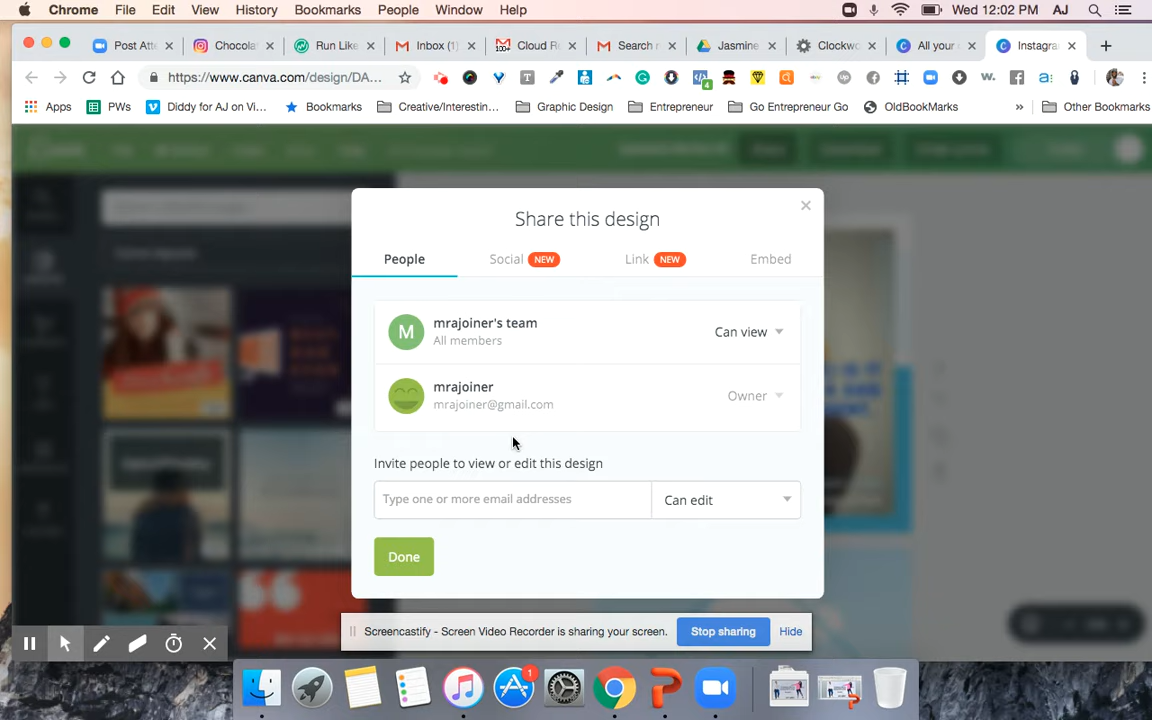 Chrome File Edit View History Bookmarks People Window Help Wed 12:02 PM AJ
Post Atte Chocola Run Like Inbox (1) Cloud R Search r Jasmine Clockwo All your Instagra
https://www.canva.com/design/DA...
Apps PWs Diddy for AJ on Vi... Bookmarks Creative/Interestin... Graphic Design Entrepreneur Go Entrepreneur Go OldBookMarks » Other Bookmarks
Share this design
People Social NEW Link NEW Embed
M mrajoiner's team Can view
All members
mrajoiner Owner
mrajoiner@gmail.com
Invite people to view or edit this design
Type one or more email addresses Can edit
Done
Screencastify - Screen Video Recorder is sharing your screen. Stop sharing Hide